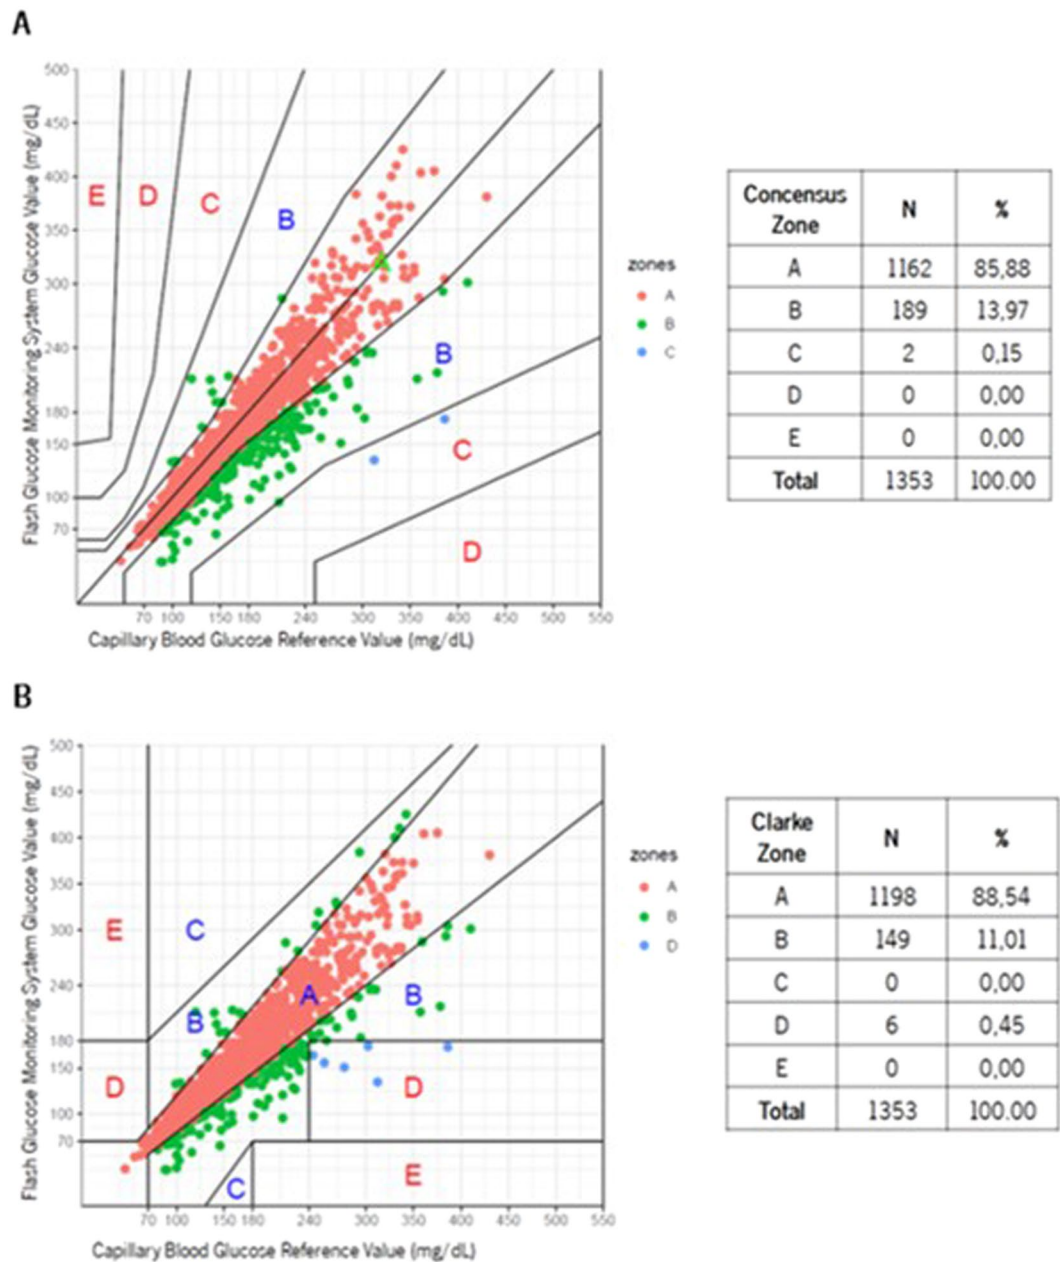 A
Flash Glucose Monitoring System Glucose Value (mg/dL)
500
450
400
350
300
240
180
150
100
70
E
D
C
B
B
C
D
70 100 150 180 240 300 350 400 450 500 550
Capillary Blood Glucose Reference Value (mg/dL)
zones
A
B
C
Concensus Zone N %
A 1162 85,88
B 189 13,97
C 2 0,15
D 0 0,00
E 0 0,00
Total 1353 100.00
B
Flash Glucose Monitoring System Glucose Value (mg/dL)
500
450
400
350
300
240
180
150
100
70
E
C
A
B
B
D
D
C
E
70 100 150 180 240 300 350 400 450 500 550
Capillary Blood Glucose Reference Value (mg/dL)
zones
A
B
D
Clarke Zone N %
A 1198 88,54
B 149 11,01
C 0 0,00
D 6 0,45
E 0 0,00
Total 1353 100.00